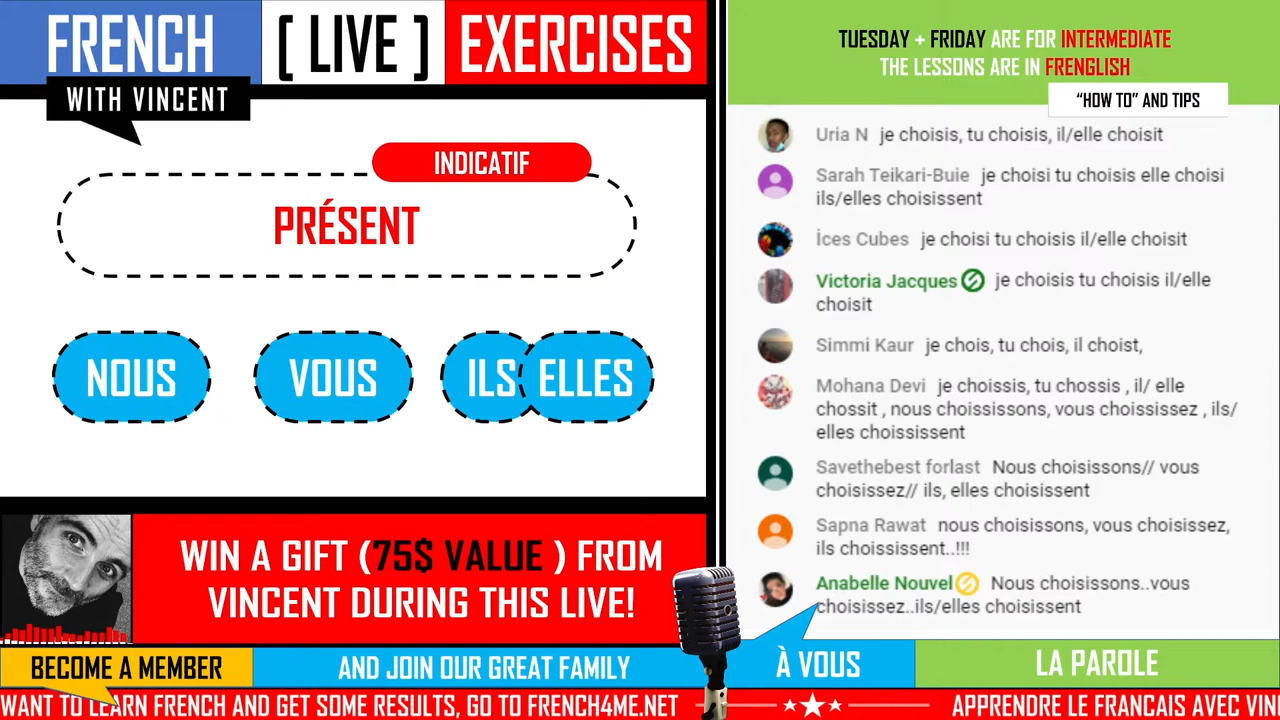 FRENCH
[ LIVE ]
EXERCISES
WITH VINCENT
INDICATIF
PRÉSENT
NOUS
VOUS
ILS
ELLES
WIN A GIFT (75$ VALUE ) FROM
VINCENT DURING THIS LIVE!
BECOME A MEMBER
AND JOIN OUR GREAT FAMILY
TUESDAY + FRIDAY ARE FOR INTERMEDIATE
THE LESSONS ARE IN FRENGLISH
“HOW TO” AND TIPS
Uria N je choisis, tu choisis, il/elle choisit
Sarah Teikari-Buie je choisi tu choisis elle choisi
ils/elles choisissent
İces Cubes je choisi tu choisis il/elle choisit
Victoria Jacques je choisis tu choisis il/elle
choisit
Simmi Kaur je chois, tu chois, il choist,
Mohana Devi je choissis, tu chossis , il/ elle
chossit , nous choississons, vous choississez , ils/
elles choississent
Savethebest forlast Nous choisissons// vous
choisissez// ils, elles choisissent
Sapna Rawat nous choisissons, vous choisissez,
ils choississent..!!!
Anabelle Nouvel Nous choisissons..vous
choisissez..ils/elles choisissent
À VOUS
LA PAROLE
WANT TO LEARN FRENCH AND GET SOME RESULTS, GO TO FRENCH4ME.NET
APPRENDRE LE FRANCAIS AVEC VIN